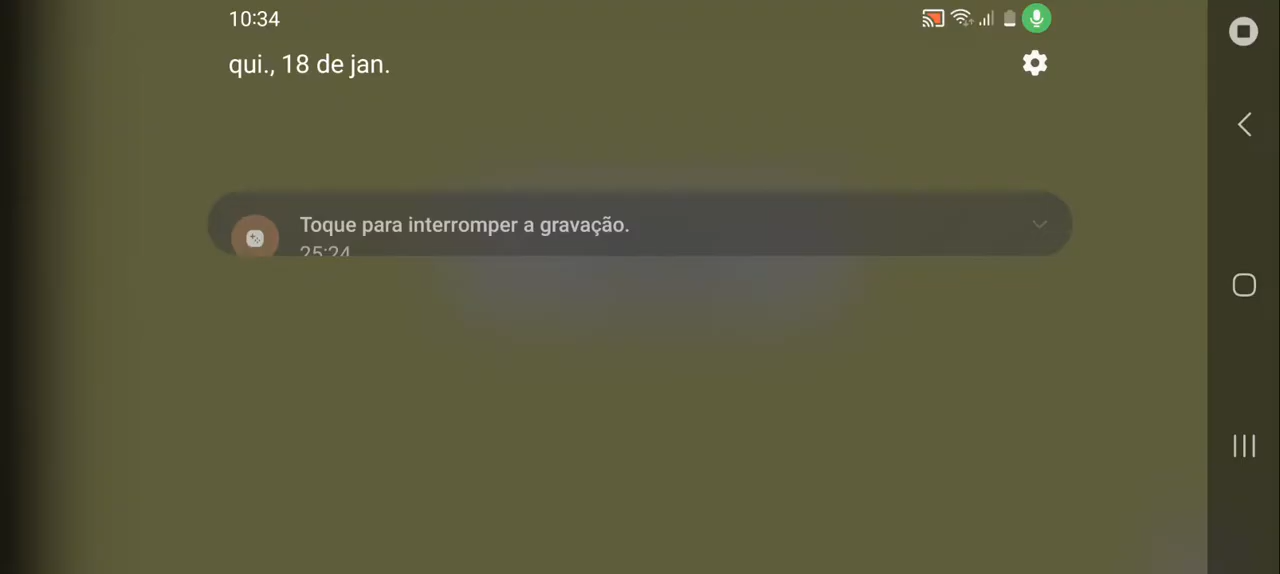 10:34
qui., 18 de jan.
Toque para interromper a gravação.
25:24